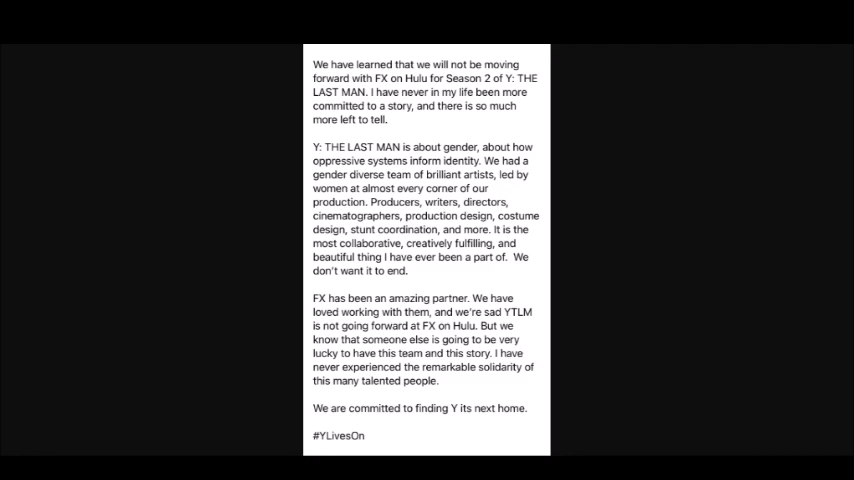 We have learned that we will not be moving
forward with FX on Hulu for Season 2 of Y: THE
LAST MAN. I have never in my life been more
committed to a story, and there is so much
more left to tell.
Y: THE LAST MAN is about gender, about how
oppressive systems inform identity. We had a
gender diverse team of brilliant artists, led by
women at almost every corner of our
production. Producers, writers, directors,
cinematographers, production design, costume
design, stunt coordination, and more. It is the
most collaborative, creatively fulfilling, and
beautiful thing I have ever been a part of.  We
don't want it to end.
FX has been an amazing partner. We have
loved working with them, and we're sad YTLM
is not going forward at FX on Hulu. But we
know that someone else is going to be very
lucky to have this team and this story. I have
never experienced the remarkable solidarity of
this many talented people.
We are committed to finding Y its next home.
#YLivesOn